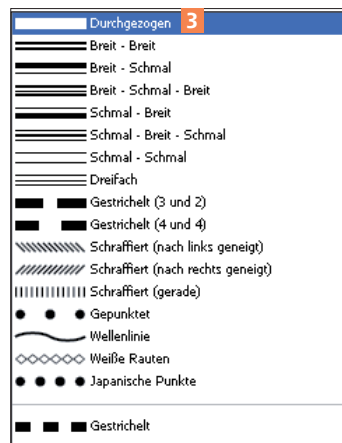 Durchgezogen 3
Breit - Breit
Breit - Schmal
Breit - Schmal - Breit
Schmal - Breit
Schmal - Breit - Schmal
Schmal - Schmal
Dreifach
Gestrichelt (3 und 2)
Gestrichelt (4 und 4)
Schraffiert (nach links geneigt)
Schraffiert (nach rechts geneigt)
Schraffiert (gerade)
Gepunktet
Wellenlinie
Weiße Rauten
Japanische Punkte
Gestrichelt